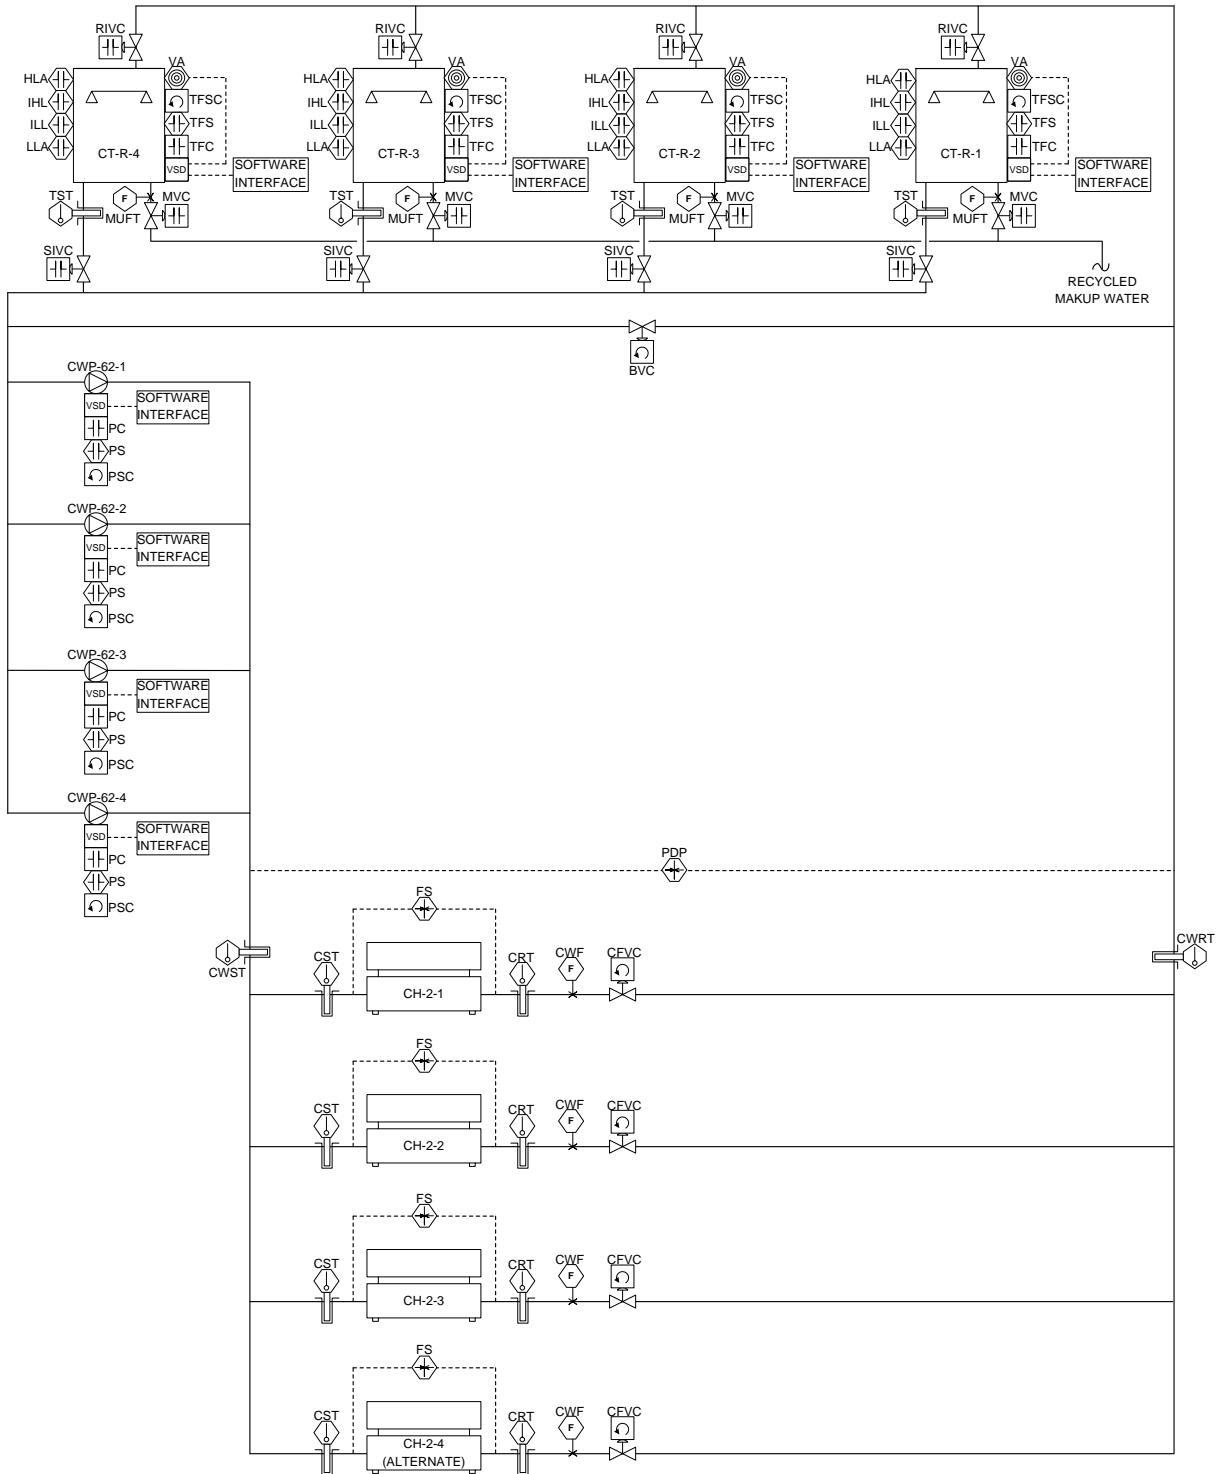 RIVC RIVC RIVC RIVC
VA VA VA VA
HLA HLA HLA HLA
IHL TFSC IHL TFSC IHL TFSC IHL TFSC
ILL TFS ILL TFS ILL TFS ILL TFS
LLA CT-R-4 TFC LLA CT-R-3 TFC LLA CT-R-2 TFC LLA CT-R-1 TFC
VSD SOFTWARE VSD SOFTWARE VSD SOFTWARE VSD SOFTWARE
INTERFACE INTERFACE INTERFACE INTERFACE
TST F MVC TST F MVC TST F MVC TST F MVC
MUFT MUFT MUFT MUFT
SIVC SIVC SIVC SIVC
RECYCLED
MAKUP WATER
BVC
CWP-62-1
VSD SOFTWARE
INTERFACE
PC
PS
PSC
CWP-62-2
VSD SOFTWARE
INTERFACE
PC
PS
PSC
CWP-62-3
VSD SOFTWARE
INTERFACE
PC
PS
PSC
CWP-62-4
VSD SOFTWARE
INTERFACE
PC
PS
PSC
PDP
CWST
CWRT
FS
CST CRT CWF CFVC
F
CH-2-1
FS
CST CRT CWF CFVC
F
CH-2-2
FS
CST CRT CWF CFVC
F
CH-2-3
FS
CST CRT CWF CFVC
F
CH-2-4
(ALTERNATE)